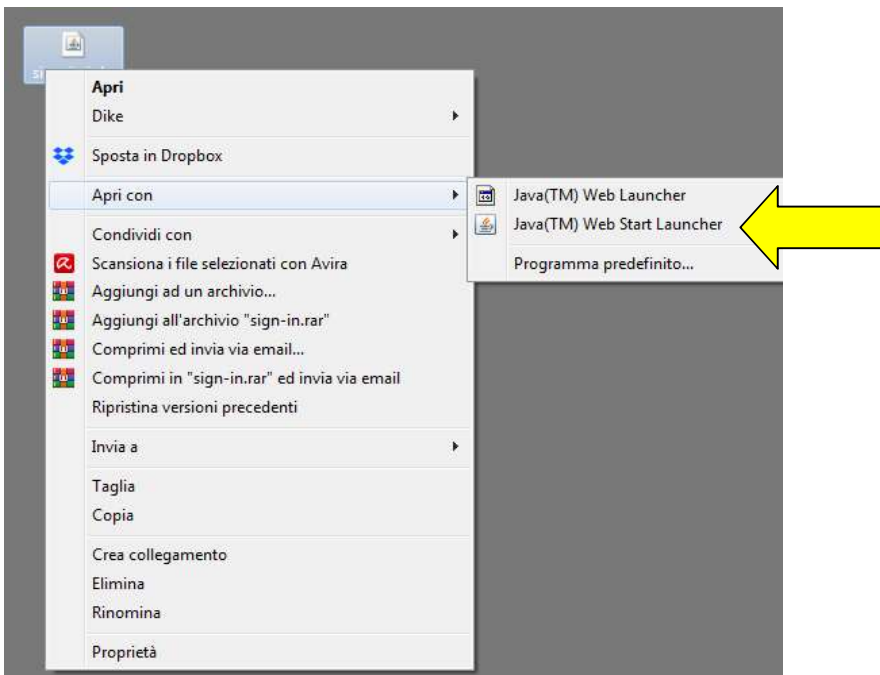 Apri
Dike
Sposta in Dropbox
Apri con
Java(TM) Web Launcher
Java(TM) Web Start Launcher
Programma predefinito...
Condividi con
Scansiona i file selezionati con Avira
Aggiungi ad un archivio...
Aggiungi all'archivio "sign-in.rar"
Comprimi ed invia via email...
Comprimi in "sign-in.rar" ed invia via email
Ripristina versioni precedenti
Invia a
Taglia
Copia
Crea collegamento
Elimina
Rinomina
Proprietà